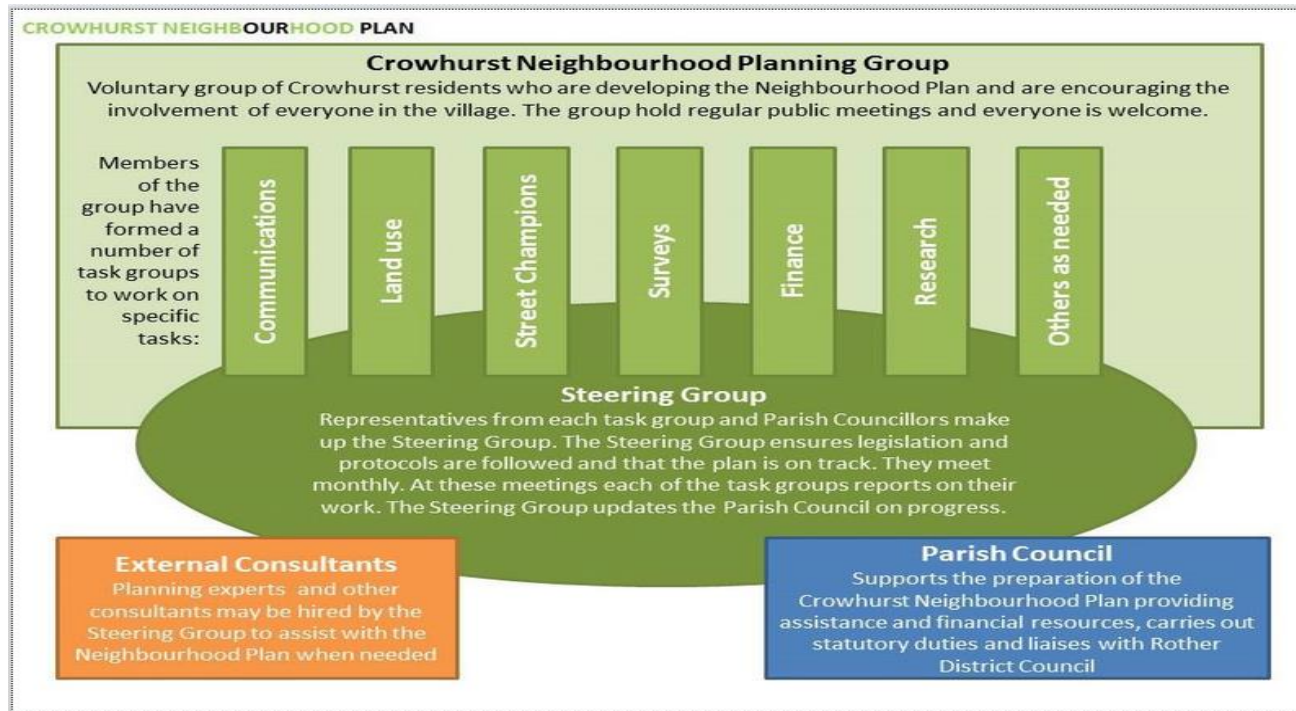 CROWHURST NEIGHBOURHOOD PLAN
Crowhurst Neighbourhood Planning Group
Voluntary group of Crowhurst residents who are developing the Neighbourhood Plan and are encouraging the
involvement of everyone in the village. The group hold regular public meetings and everyone is welcome.
Members
of the
group have
formed a
number of
task groups
to work on
specific
tasks:
Communications
Land use
Street Champions
Surveys
Finance
Research
Others as needed
Steering Group
Representatives from each task group and Parish Councillors make
up the Steering Group. The Steering Group ensures legislation and
protocols are followed and that the plan is on track. They meet
monthly. At these meetings each of the task groups reports on their
work. The Steering Group updates the Parish Council on progress.
External Consultants
Planning experts and other
consultants may be hired by the
Steering Group to assist with the
Neighbourhood Plan when needed
Parish Council
Supports the preparation of the
Crowhurst Neighbourhood Plan providing
assistance and financial resources, carries out
statutory duties and liaises with Rother
District Council